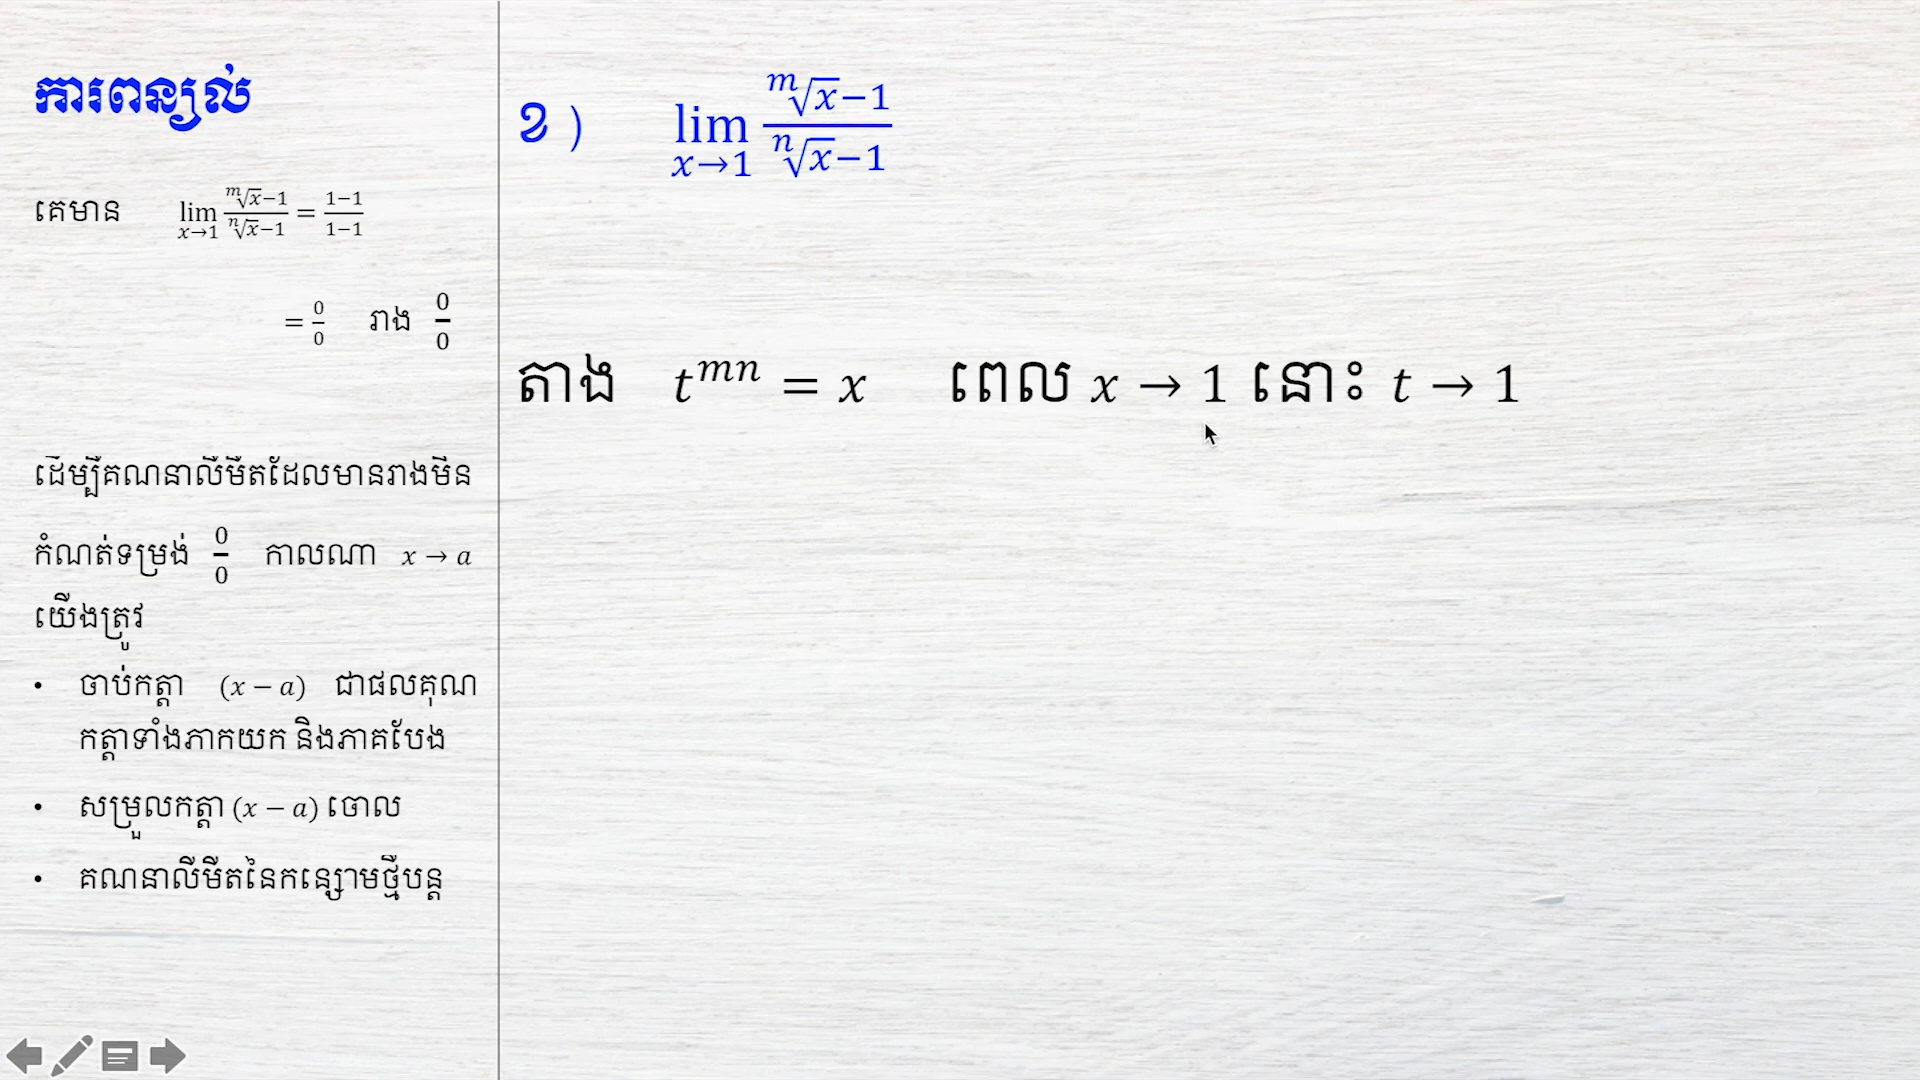 ការពន្យល់
គេមាន lim x→1 (ᵐ√x−1)/(ⁿ√x−1) = (1−1)/(1−1)
= 0/0 រាង 0/0
ដើម្បីគណនាលីមីតដែលមានរាងមិន
កំណត់ទម្រង់ 0/0 កាលណា x → a
យើងត្រូវ
• ចាប់កត្តា (x − a) ជាផលគុណ
កត្តាទាំងភាកយក និងភាគបែង
• សម្រួលកត្តា (x − a) ចោល
• គណនាលីមីតនៃកន្សោមថ្មីបន្ត
ខ ) lim x→1 (ᵐ√x−1)/(ⁿ√x−1)
តាង t^{mn} = x ពេល x → 1 នោះ t → 1